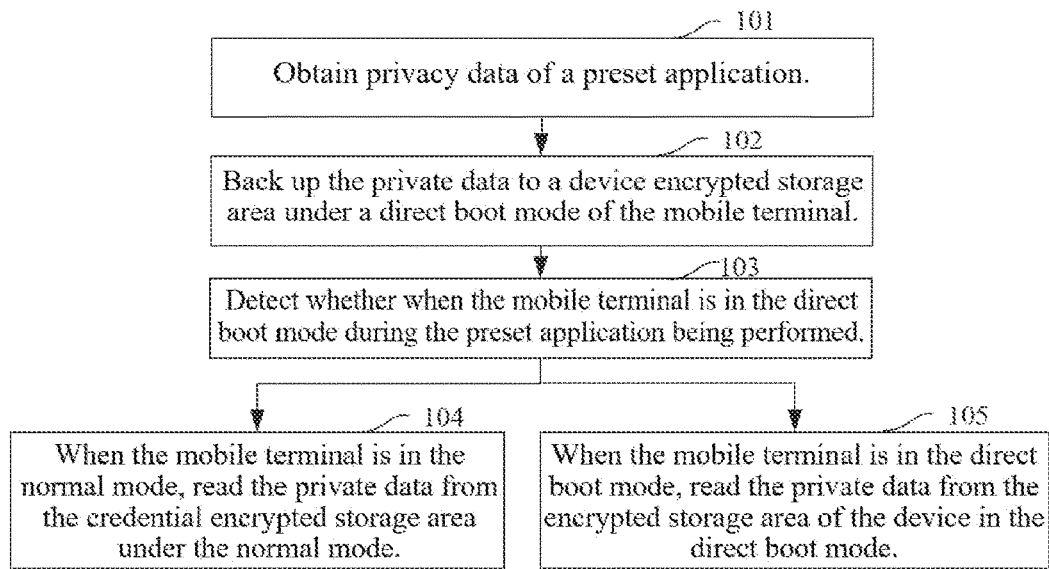 101
Obtain privacy data of a preset application.
102
Back up the private data to a device encrypted storage
area under a direct boot mode of the mobile terminal.
103
Detect whether when the mobile terminal is in the direct
boot mode during the preset application being performed.
104
When the mobile terminal is in the
normal mode, read the private data from
the credential encrypted storage area
under the normal mode.
105
When the mobile terminal is in the direct
boot mode, read the private data from the
encrypted storage area of the device in the
direct boot mode.